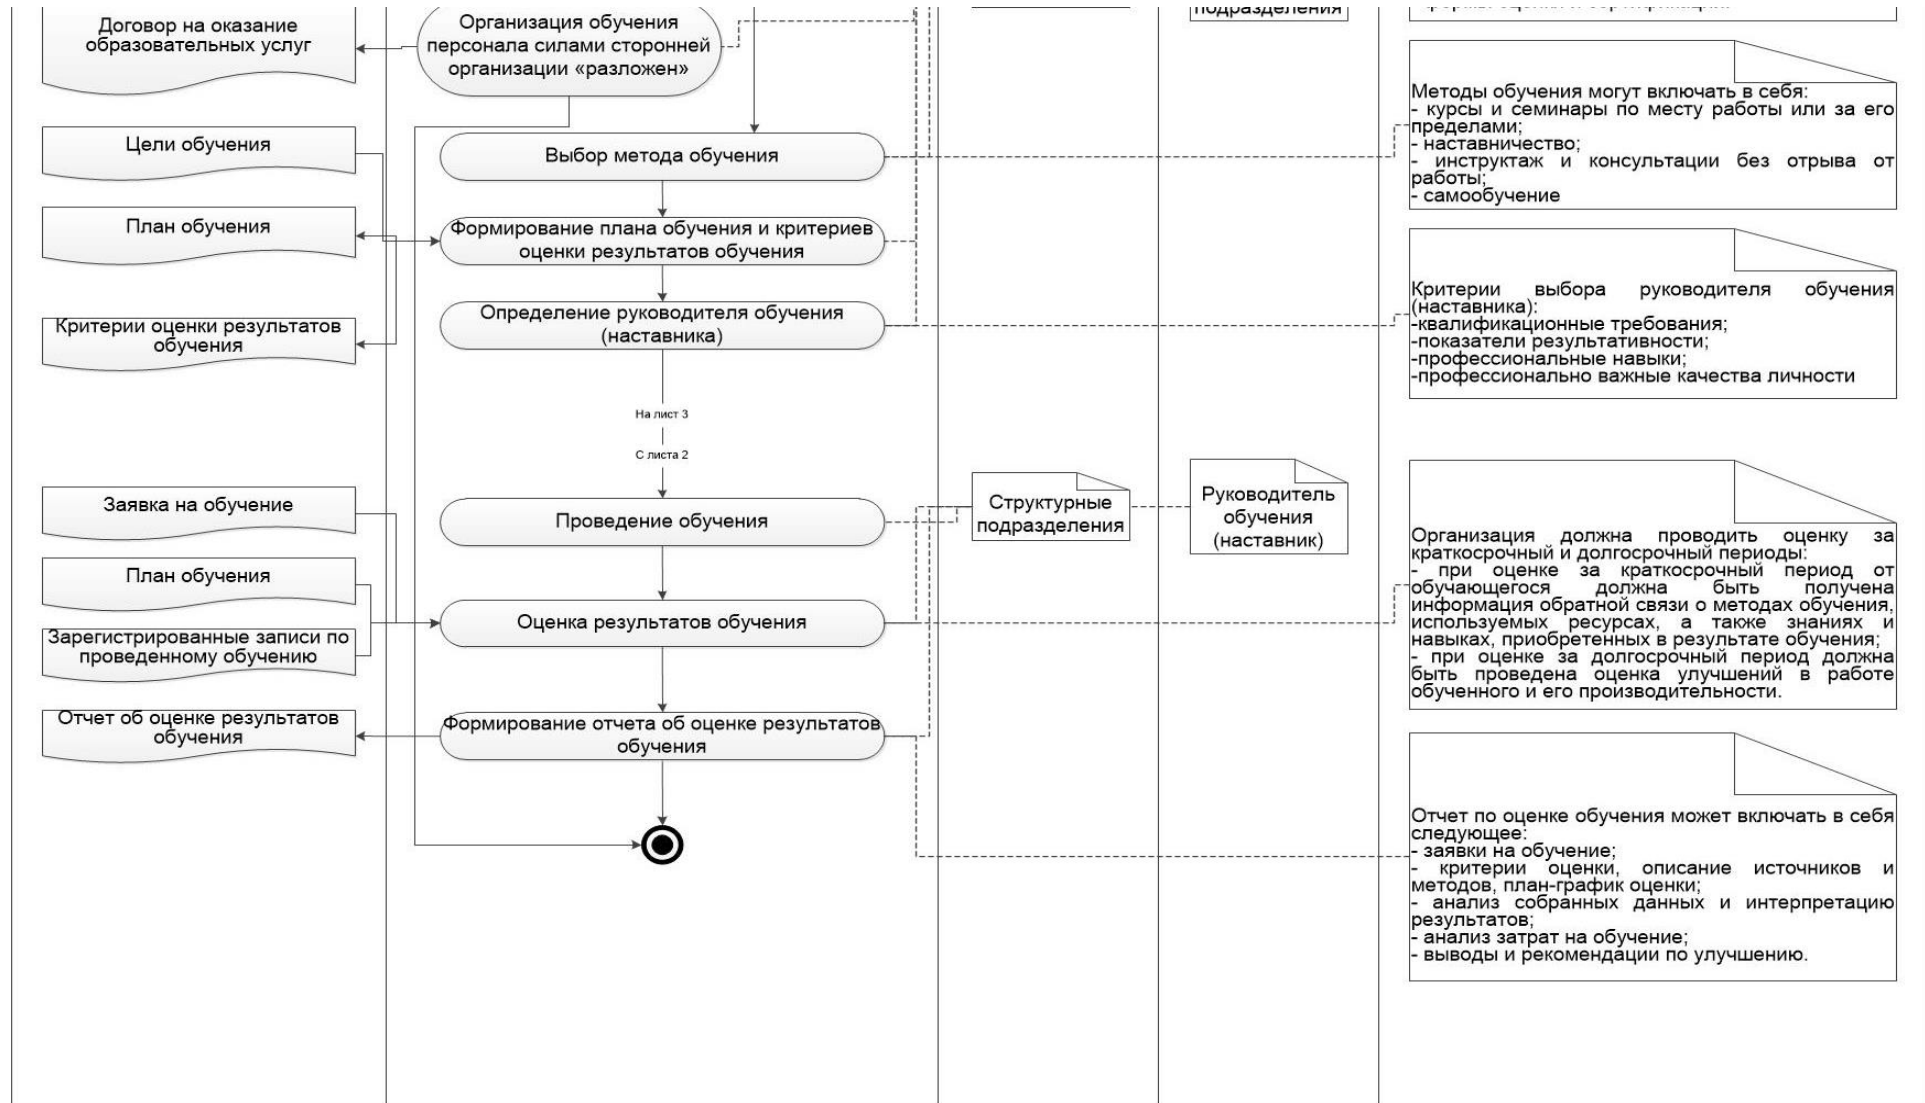 Договор на оказание
образовательных услуг
Организация обучения
персонала силами сторонней
организации «разложен»
подразделения
Методы обучения могут включать в себя:
- курсы и семинары по месту работы или за его
пределами;
- наставничество;
- инструктаж и консультации без отрыва от
работы;
- самообучение
Цели обучения
Выбор метода обучения
План обучения
Формирование плана обучения и критериев
оценки результатов обучения
Критерии выбора руководителя обучения
(наставника):
-квалификационные требования;
-показатели результативности;
-профессиональные навыки;
-профессионально важные качества личности
Критерии оценки результатов
обучения
Определение руководителя обучения
(наставника)
На лист 3
С листа 2
Заявка на обучение
Проведение обучения
Структурные
подразделения
Руководитель
обучения
(наставник)
Организация должна проводить оценку за
краткосрочный и долгосрочный периоды:
- при оценке за краткосрочный период от
обучающегося должна быть получена
информация обратной связи о методах обучения,
используемых ресурсах, а также знаниях и
навыках, приобретенных в результате обучения;
- при оценке за долгосрочный период должна
быть проведена оценка улучшений в работе
обученного и его производительности.
План обучения
Зарегистрированные записи по
проведенному обучению
Оценка результатов обучения
Отчет об оценке результатов
обучения
Формирование отчета об оценке результатов
обучения
Отчет по оценке обучения может включать в себя
следующее:
- заявки на обучение;
- критерии оценки, описание источников и
методов, план-график оценки;
- анализ собранных данных и интерпретацию
результатов;
- анализ затрат на обучение;
- выводы и рекомендации по улучшению.